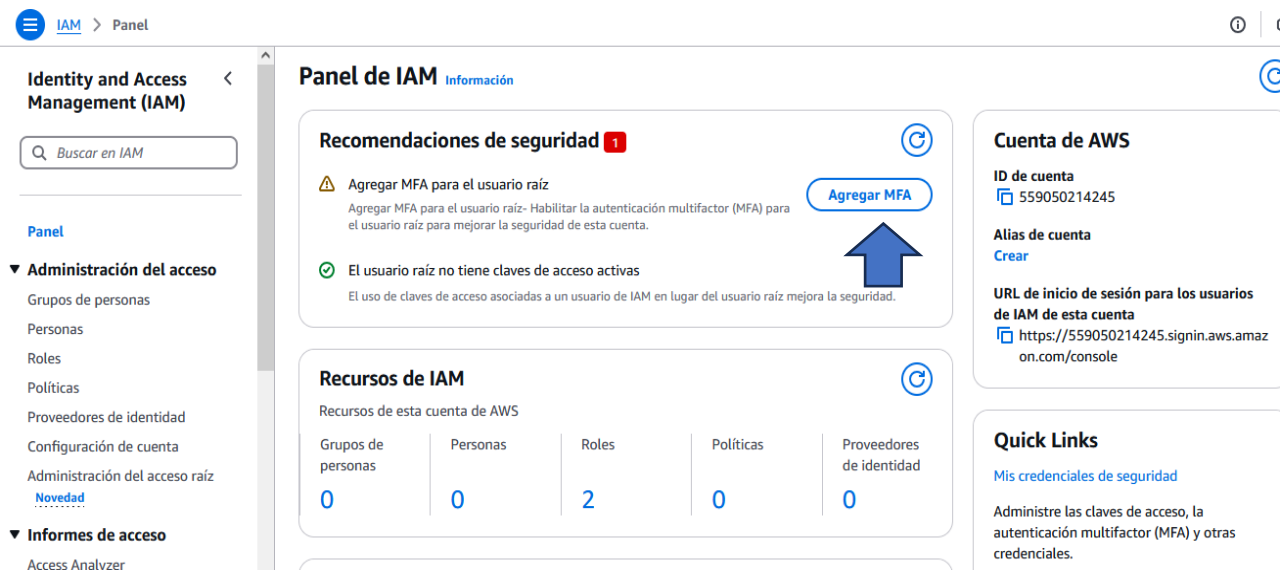 IAM > Panel
Identity and Access
Management (IAM)
Buscar en IAM
Panel
Administración del acceso
Grupos de personas
Personas
Roles
Políticas
Proveedores de identidad
Configuración de cuenta
Administración del acceso raíz
Novedad
Informes de acceso
Access Analyzer
Panel de IAM Información
Recomendaciones de seguridad 1
Agregar MFA para el usuario raíz
Agregar MFA para el usuario raíz- Habilitar la autenticación multifactor (MFA) para
el usuario raíz para mejorar la seguridad de esta cuenta.
Agregar MFA
El usuario raíz no tiene claves de acceso activas
El uso de claves de acceso asociadas a un usuario de IAM en lugar del usuario raíz mejora la seguridad.
Recursos de IAM
Recursos de esta cuenta de AWS
Grupos de
personas
0
Personas
0
Roles
2
Políticas
0
Proveedores
de identidad
0
Cuenta de AWS
ID de cuenta
559050214245
Alias de cuenta
Crear
URL de inicio de sesión para los usuarios
de IAM de esta cuenta
https://559050214245.signin.aws.amaz
on.com/console
Quick Links
Mis credenciales de seguridad
Administre las claves de acceso, la
autenticación multifactor (MFA) y otras
credenciales.